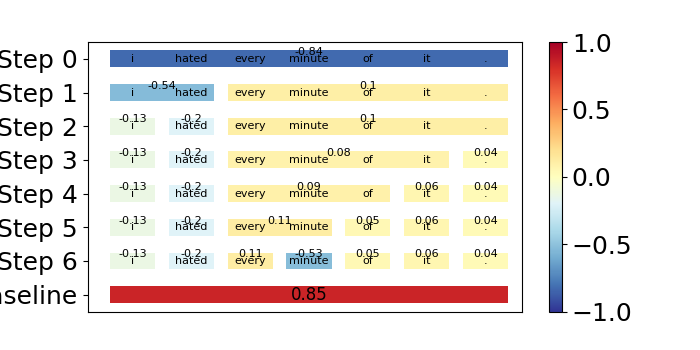 Step 0 -0.84 i hated every minute of it .
Step 1 -0.54 0.1 i hated every minute of it .
Step 2 -0.13 -0.2 0.1 i hated every minute of it .
Step 3 -0.13 -0.2 0.08 0.04 i hated every minute of it .
Step 4 -0.13 -0.2 0.09 0.06 0.04 i hated every minute of it .
Step 5 -0.13 -0.2 0.11 0.05 0.06 0.04 i hated every minute of it .
Step 6 -0.13 -0.2 0.11 -0.53 0.05 0.06 0.04 i hated every minute of it .
seline 0.85
1.0
0.5
0.0
−0.5
−1.0